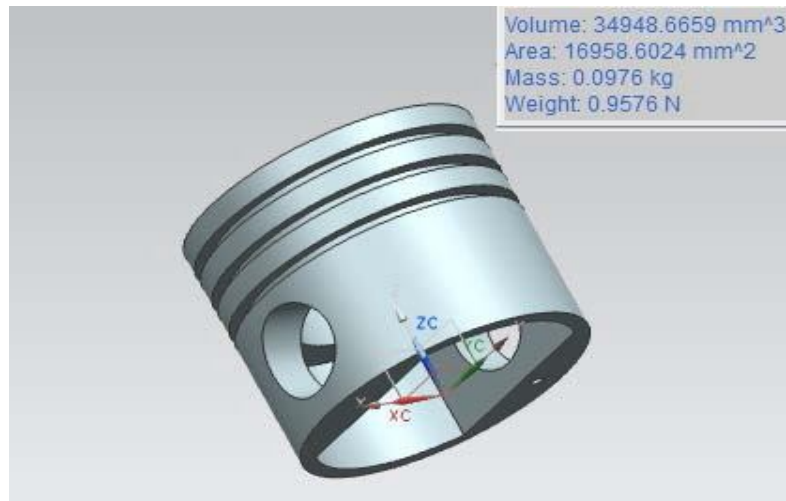 Volume: 34948.6659 mm^3
Area: 16958.6024 mm^2
Mass: 0.0976 kg
Weight: 0.9576 N
ZC
YC
XC